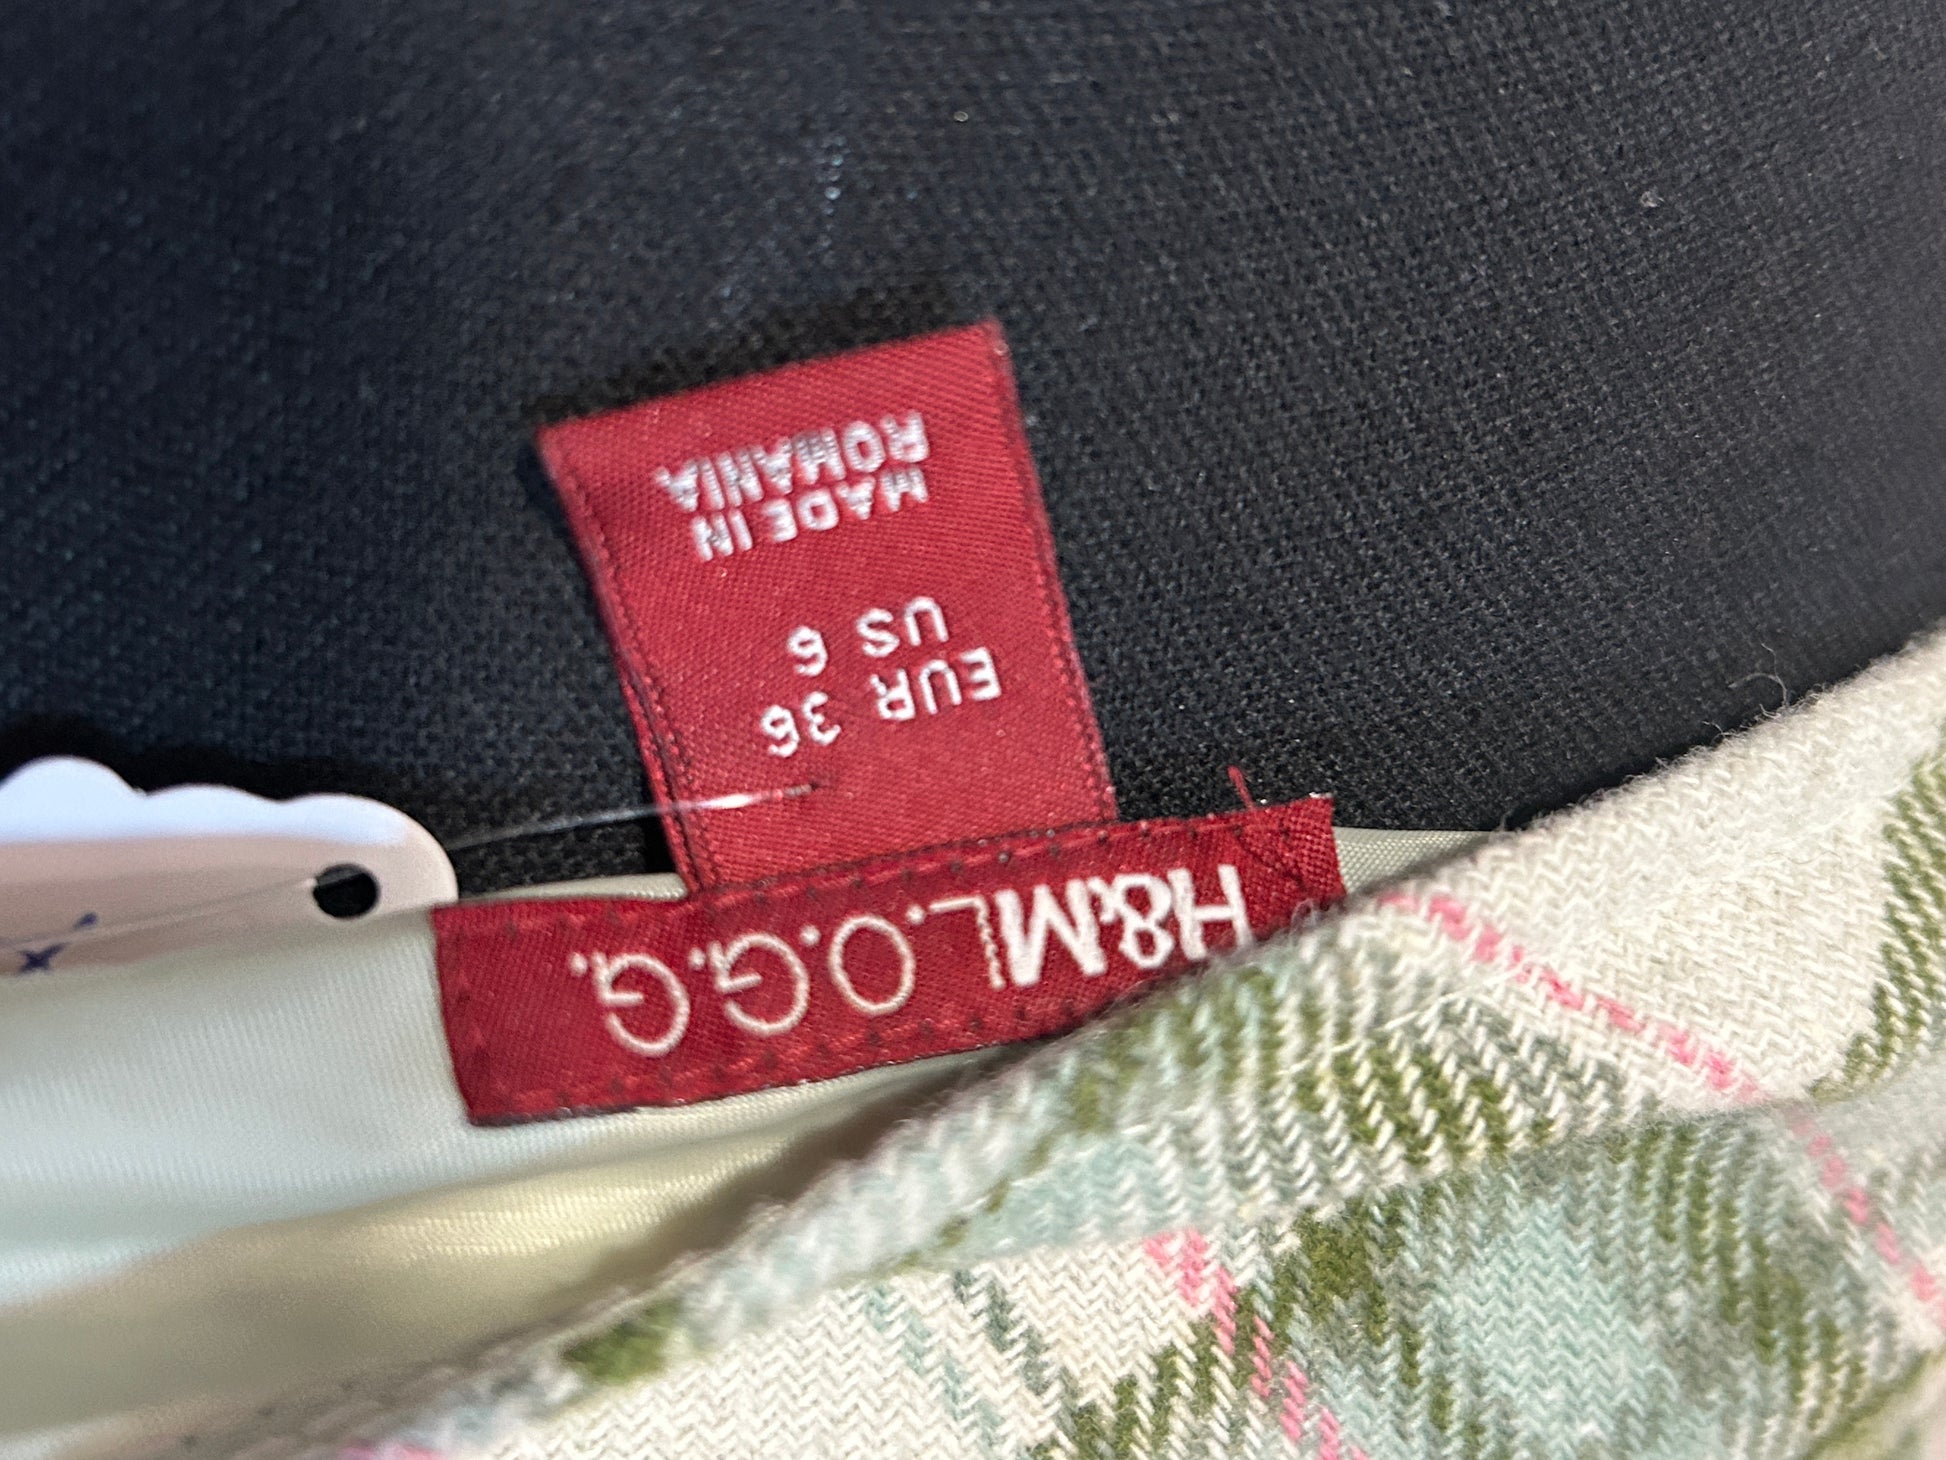 H&M L.O.G.G.
EUR 36
US 6
MADE IN
ROMANIA